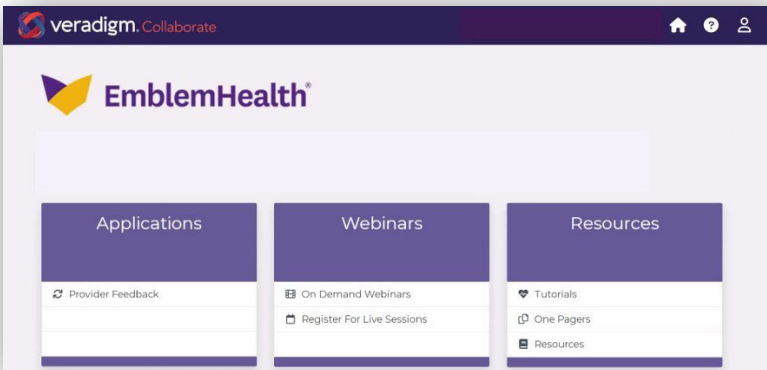 veradigm. Collaborate
EmblemHealth®
Applications
Provider Feedback
Webinars
On Demand Webinars
Register For Live Sessions
Resources
Tutorials
One Pagers
Resources